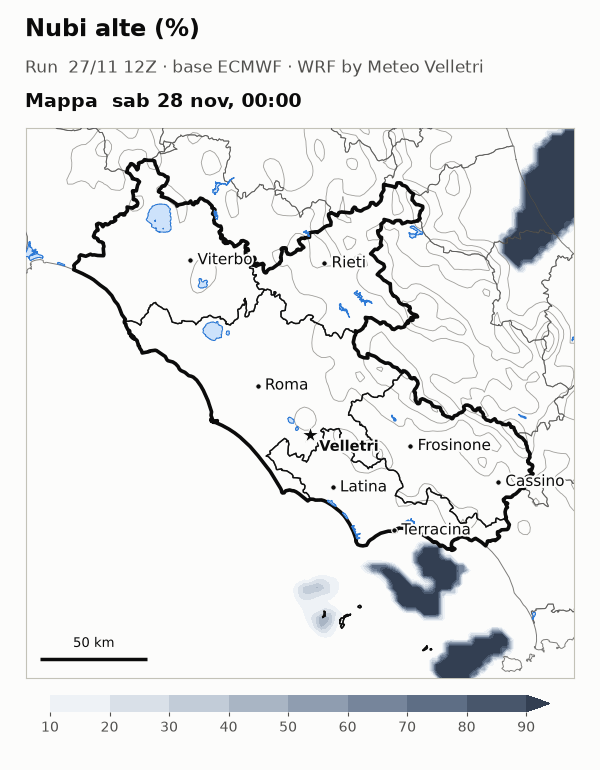 Nubi alte (%)
Run 27/11 12Z · base ECMWF · WRF by Meteo Velletri
Mappa sab 28 nov, 00:00
Viterbo
Rieti
Roma
Velletri
Frosinone
Latina
Cassino
Terracina
50 km
10 20 30 40 50 60 70 80 90